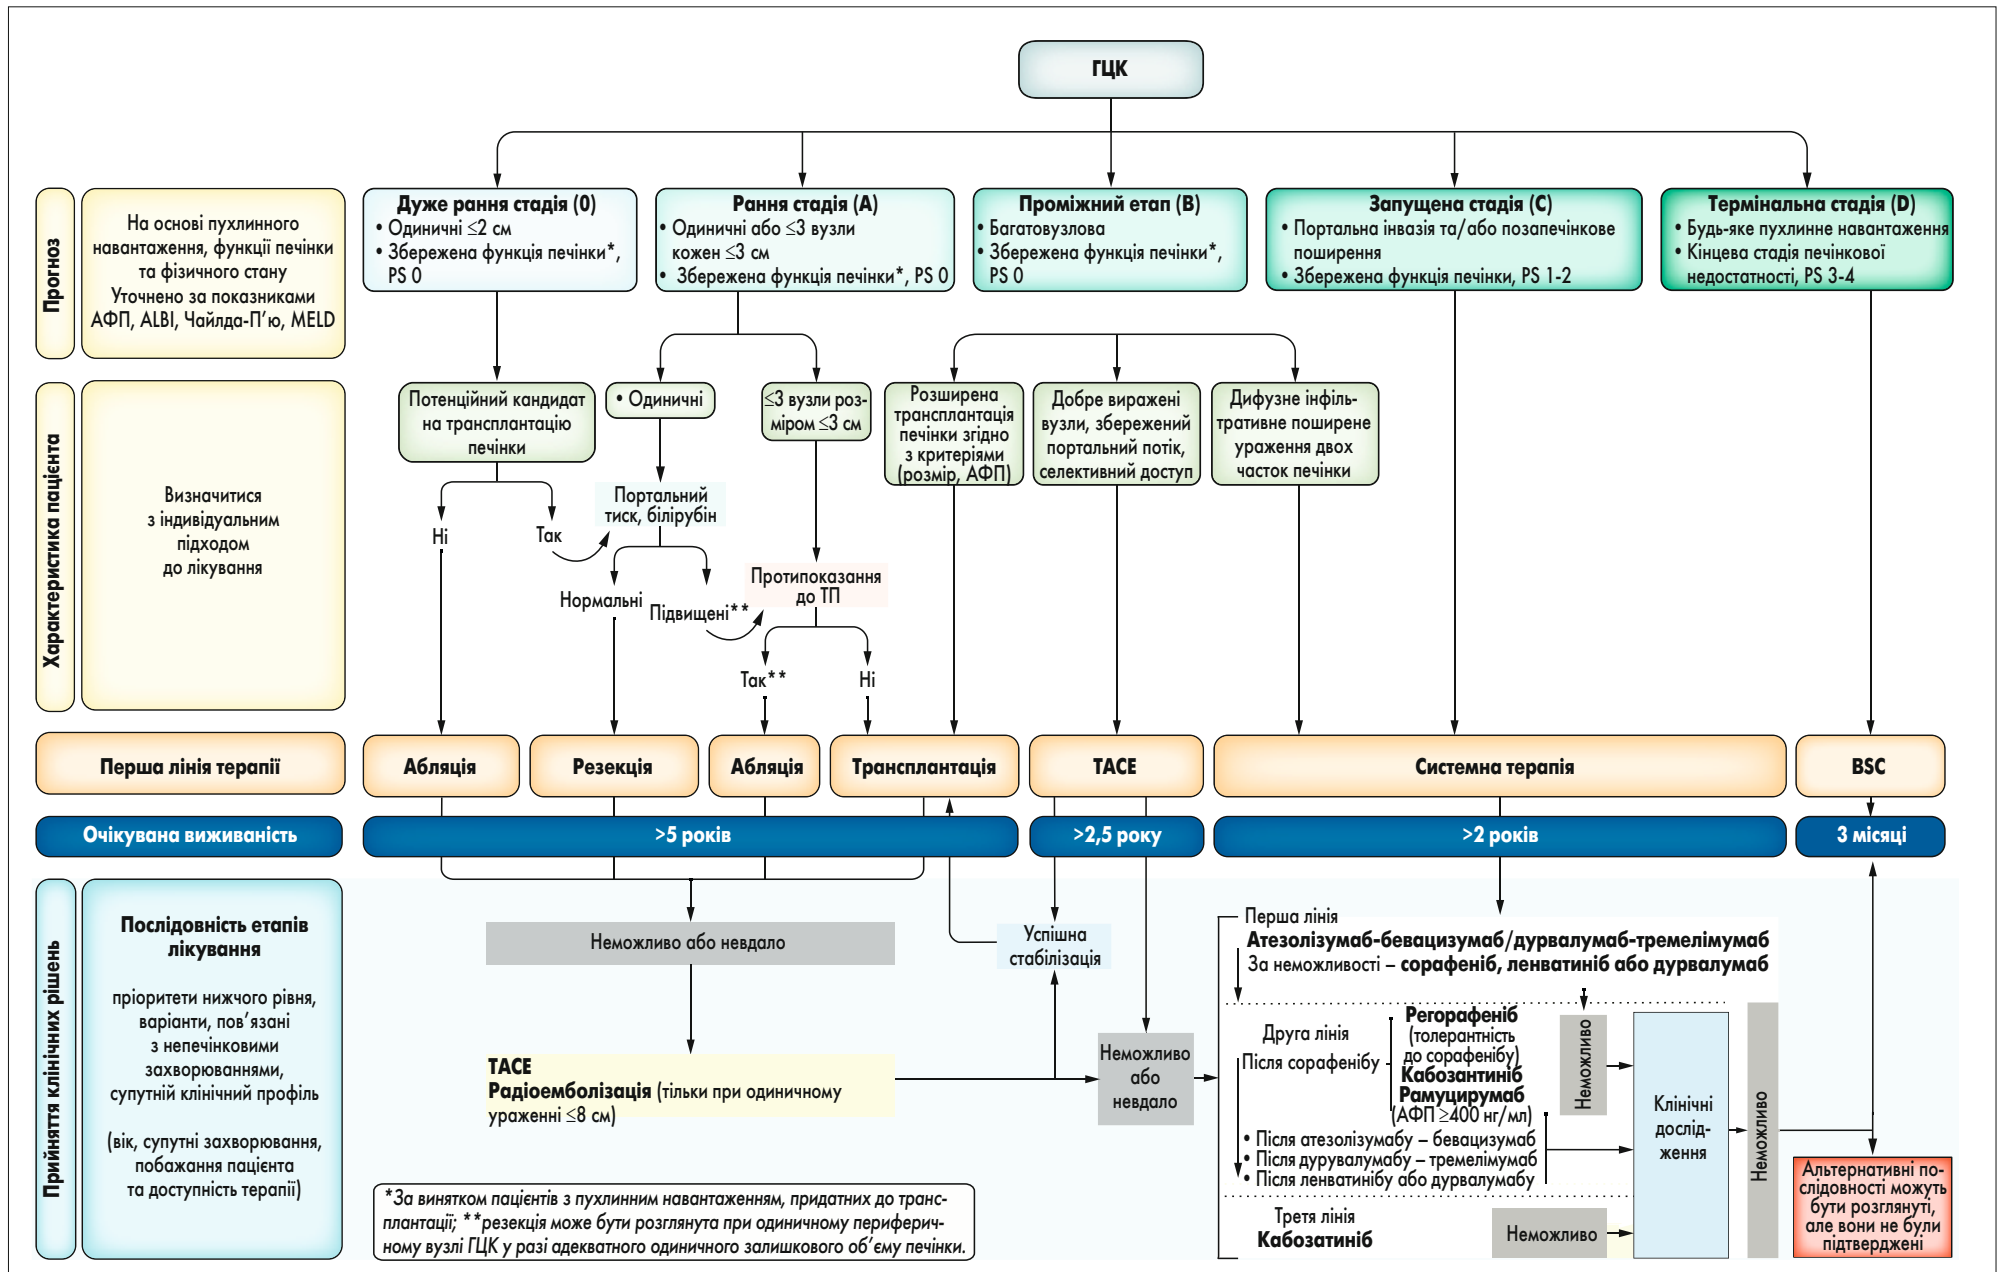 ГЦК
Прогноз
На основі пухлинного
навантаження, функції печінки
та фізичного стану
Уточнено за показниками
АФП, ALBI, Чайлда-П’ю, MELD
Дуже рання стадія (0)
• Одиничні ≤2 см
• Збережена функція печінки*,
PS 0
Рання стадія (А)
• Одиничні або ≤3 вузли
кожен ≤3 см
• Збережена функція печінки*, PS 0
Проміжний етап (В)
• Багатовузлова
• Збережена функція печінки*,
PS 0
Запущена стадія (С)
• Портальна інвазія та/або позапечінкове
поширення
• Збережена функція печінки, PS 1-2
Термінальна стадія (D)
• Будь-яке пухлинне навантаження
• Кінцева стадія печінкової
недостатності, PS 3-4
Характеристика пацієнта
Визначитися
з індивідуальним
підходом
до лікування
Потенційний кандидат
на трансплантацію
печінки
• Одиничні
≤3 вузли роз-
міром ≤3 см
Розширена
трансплантація
печінки згідно
з критеріями
(розмір, АФП)
Добре виражені
вузли, збережений
портальний потік,
селективний доступ
Дифузне інфіль-
тративне поширене
ураження двох
часток печінки
Ні
Так
Портальний
тиск, білірубін
Нормальні
Підвищені**
Протипоказання
до ТП
Так**
Ні
Перша лінія терапії
Абляція
Резекція
Абляція
Трансплантація
TACE
Системна терапія
BSC
Очікувана виживаність
>5 років
>2,5 року
>2 років
3 місяці
Прийняття клінічних рішень
Послідовність етапів
лікування
пріоритети нижчого рівня,
варіанти, пов’язані
з непечінковими
захворюваннями,
супутній клінічний профіль
(вік, супутні захворювання,
побажання пацієнта
та доступність терапії)
Неможливо або невдало
Успішна
стабілізація
TACE
Радіоемболізація (тільки при одиничному
ураженні ≤8 см)
Неможливо
або
невдало
Перша лінія
Атезолізумаб-бевацизумаб/дурвалумаб-тремелімумаб
За неможливості – сорафеніб, ленватиніб або дурвалумаб
Друга лінія
Після сорафенібу
Регорафеніб
(толерантність
до сорафенібу)
Кабозантиніб
Рамуцирумаб
(АФП ≥400 нг/мл)
Неможливо
• Після атезолізумабу – бевацизумаб
• Після дурувалумабу – тремелімумаб
• Після ленватинібу або дурвалумабу
Третя лінія
Кабозатиніб
Неможливо
Клінічні
дослід-
ження
Неможливо
Альтернативні по-
слідовності можуть
бути розглянуті,
але вони не були
підтверджені
*За винятком пацієнтів з пухлинним навантаженням, придатних до транс-
плантації; **резекція може бути розглянута при одиничному периферич-
ному вузлі ГЦК у разі адекватного одиничного залишкового об’єму печінки.